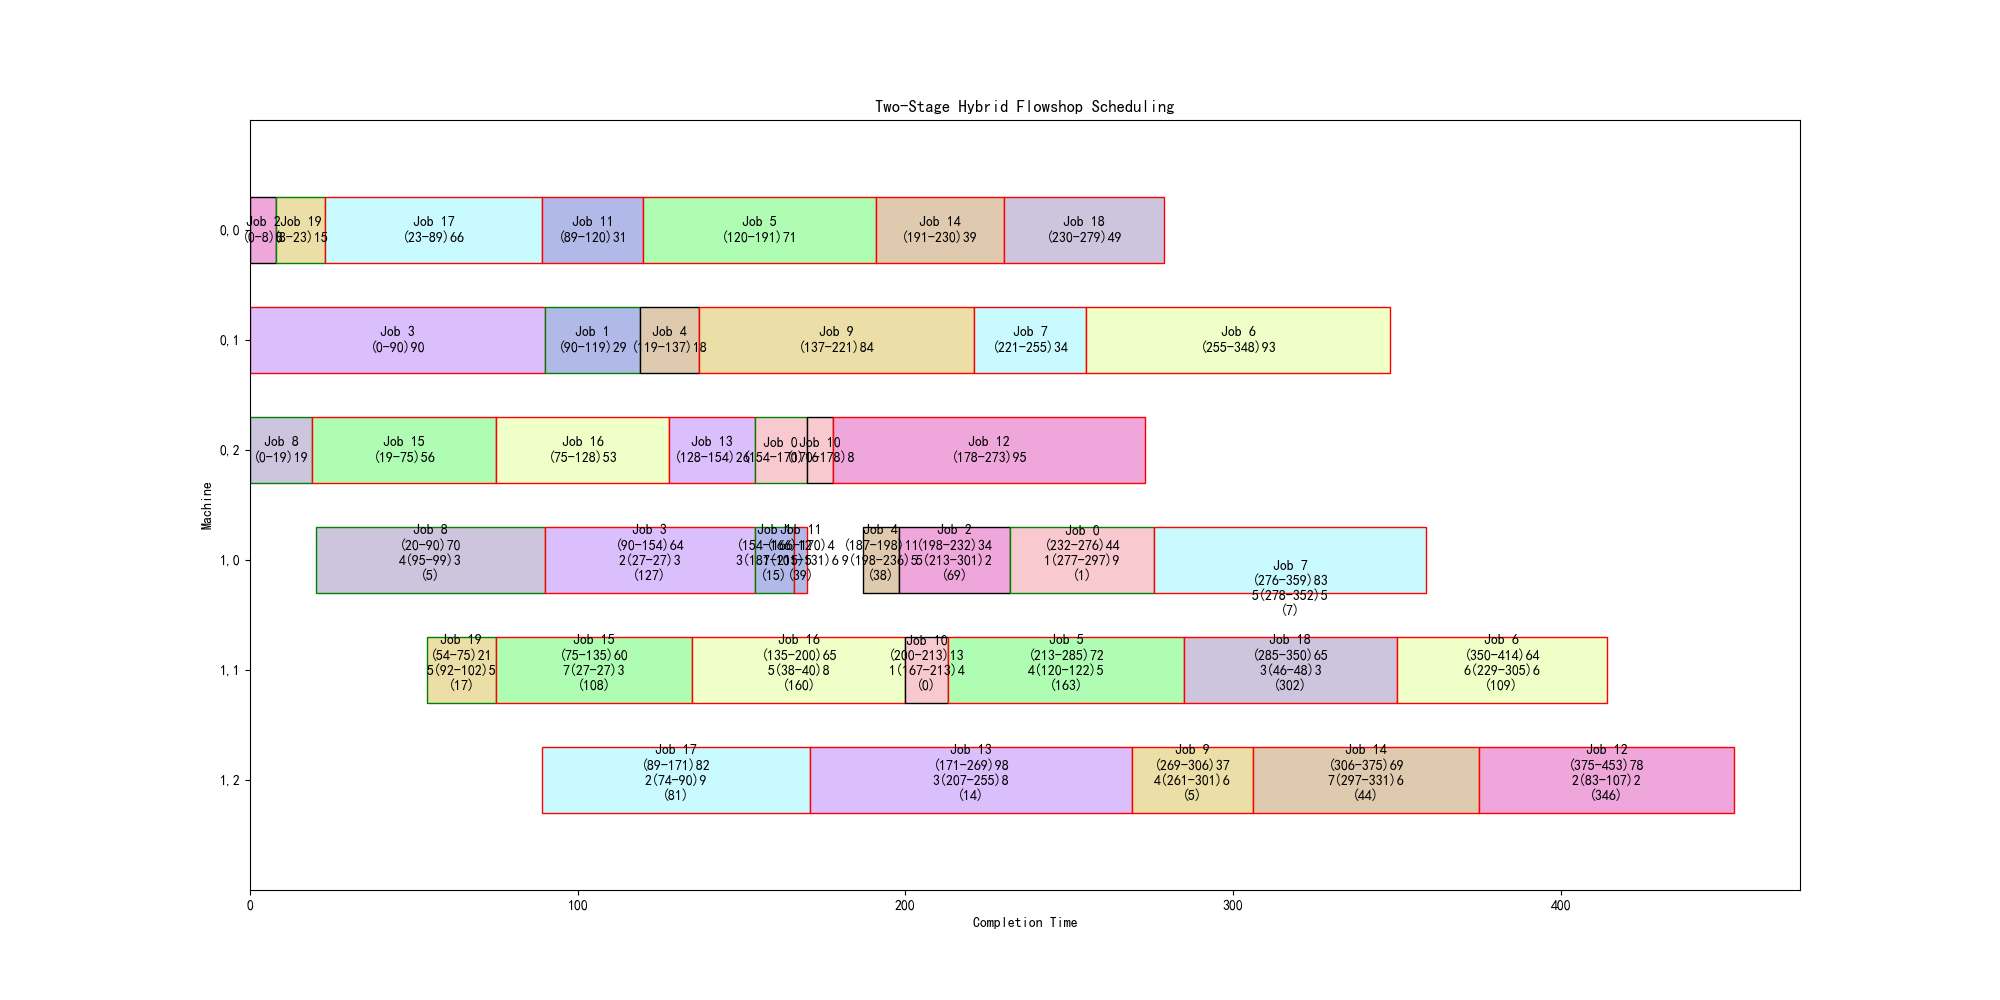 Two-Stage Hybrid Flowshop Scheduling
Machine
0,0
Job 2
(0-8)8
Job 19
(8-23)15
Job 17
(23-89)66
Job 11
(89-120)31
Job 5
(120-191)71
Job 14
(191-230)39
Job 18
(230-279)49
0,1
Job 3
(0-90)90
Job 1
(90-119)29
Job 4
(119-137)18
Job 9
(137-221)84
Job 7
(221-255)34
Job 6
(255-348)93
0,2
Job 8
(0-19)19
Job 15
(19-75)56
Job 16
(75-128)53
Job 13
(128-154)26
Job 0
(154-170)16
Job 10
(170-178)8
Job 12
(178-273)95
1,0
Job 8
(20-90)70
4(95-99)3
(5)
Job 3
(90-154)64
2(27-27)3
(127)
Job 1
(154-166)12
(15)
Job 11
(166-170)4
(39)
Job 4
(187-198)11
9(198-236)5
(38)
Job 2
(198-232)34
5(213-301)2
(69)
Job 0
(232-276)44
1(277-297)9
(1)
Job 7
(276-359)83
5(278-352)5
(7)
1,1
Job 19
(54-75)21
5(92-102)5
(17)
Job 15
(75-135)60
7(27-27)3
(108)
Job 16
(135-200)65
5(38-40)8
(160)
Job 10
(200-213)13
1(167-213)4
(0)
Job 5
(213-285)72
4(120-122)5
(163)
Job 18
(285-350)65
3(46-48)3
(302)
Job 6
(350-414)64
6(229-305)6
(109)
1,2
Job 17
(89-171)82
2(74-90)9
(81)
Job 13
(171-269)98
3(207-255)8
(14)
Job 9
(269-306)37
4(261-301)6
(5)
Job 14
(306-375)69
7(297-331)6
(44)
Job 12
(375-453)78
2(83-107)2
(346)
0 100 200 300 400
Completion Time